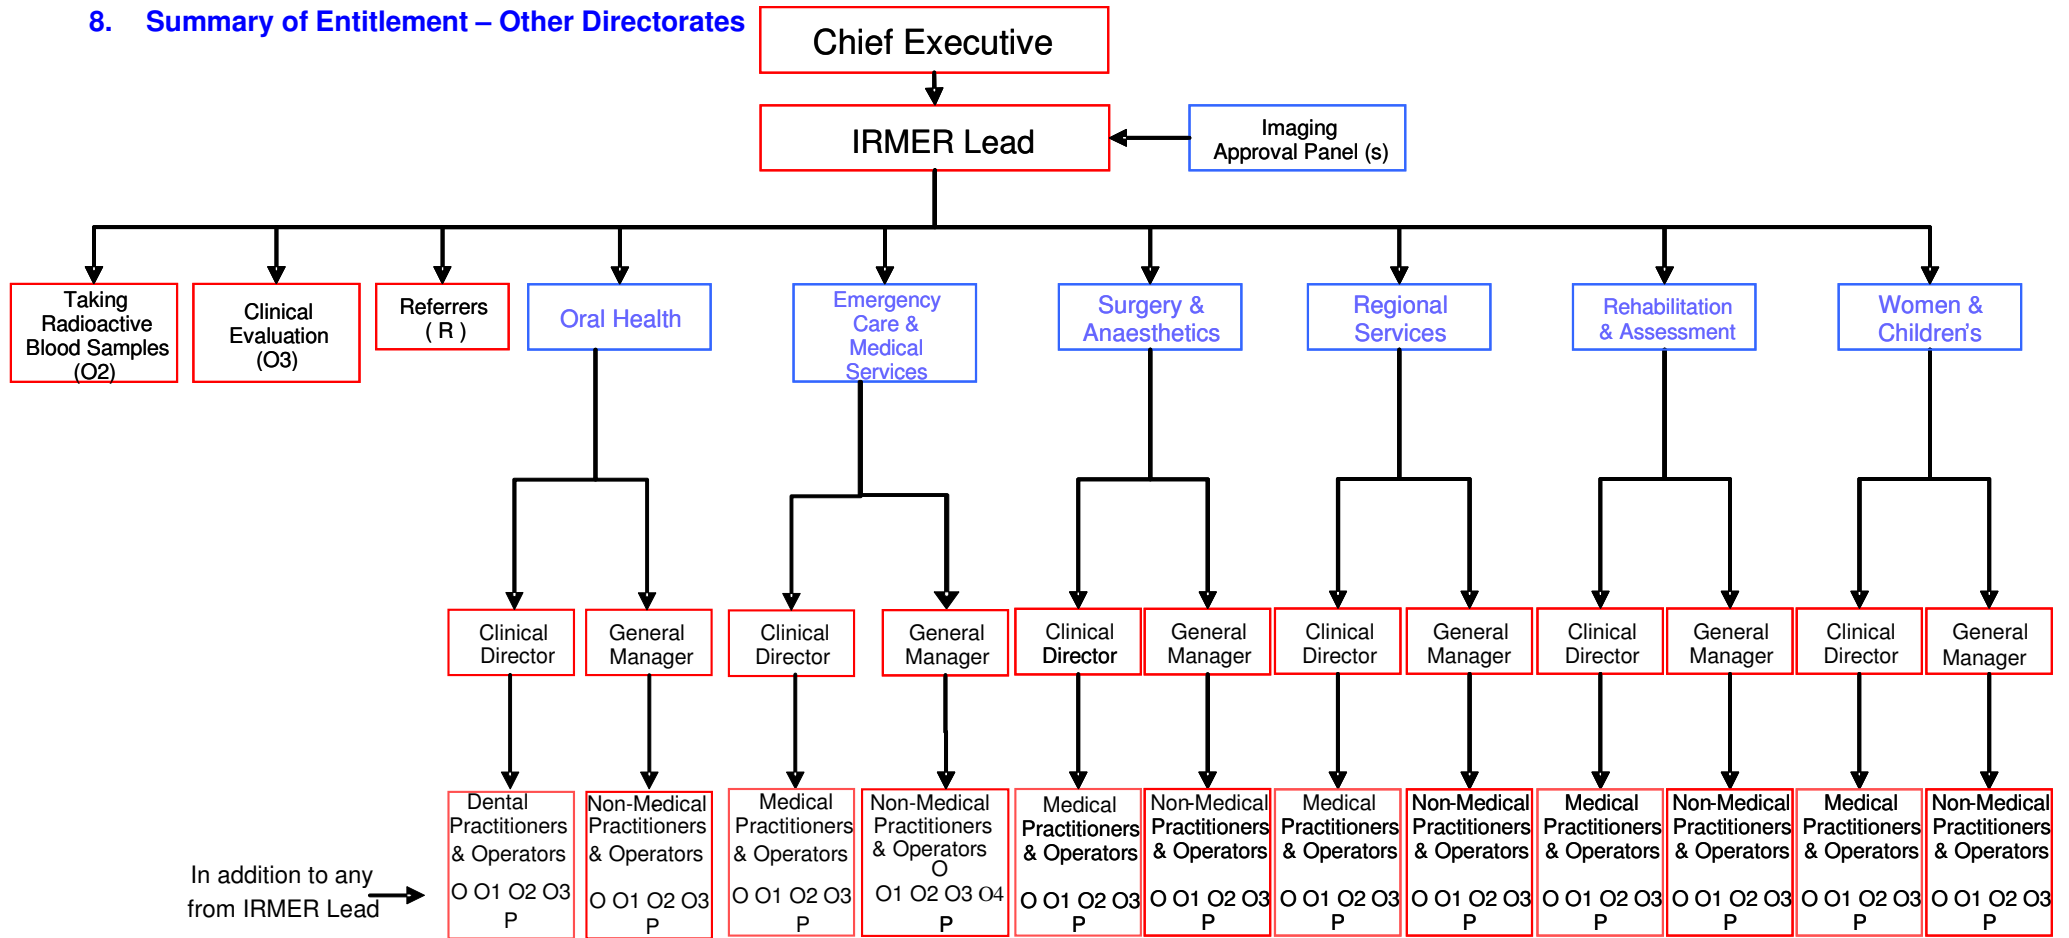 8. Summary of Entitlement – Other Directorates
Chief Executive
IRMER Lead
Imaging
Approval Panel (s)
Taking
Radioactive
Blood Samples
(O2)
Clinical
Evaluation
(O3)
Referrers
( R )
Oral Health
Emergency
Care &
Medical
Services
Surgery &
Anaesthetics
Regional
Services
Rehabilitation
& Assessment
Women &
Children's
Clinical
Director
General
Manager
Clinical
Director
General
Manager
Clinical
Director
General
Manager
Clinical
Director
General
Manager
Clinical
Director
General
Manager
Clinical
Director
General
Manager
In addition to any
from IRMER Lead
Dental
Practitioners
& Operators
O O1 O2 O3
P
Non-Medical
Practitioners
& Operators
O O1 O2 O3
P
Medical
Practitioners
& Operators
O O1 O2 O3
P
Non-Medical
Practitioners
& Operators
O
O1 O2 O3 O4
P
Medical
Practitioners
& Operators
O O1 O2 O3
P
Non-Medical
Practitioners
& Operators
O O1 O2 O3
P
Medical
Practitioners
& Operators
O O1 O2 O3
P
Non-Medical
Practitioners
& Operators
O O1 O2 O3
P
Medical
Practitioners
& Operators
O O1 O2 O3
P
Non-Medical
Practitioners
& Operators
O O1 O2 O3
P
Medical
Practitioners
& Operators
O O1 O2 O3
P
Non-Medical
Practitioners
& Operators
O O1 O2 O3
P